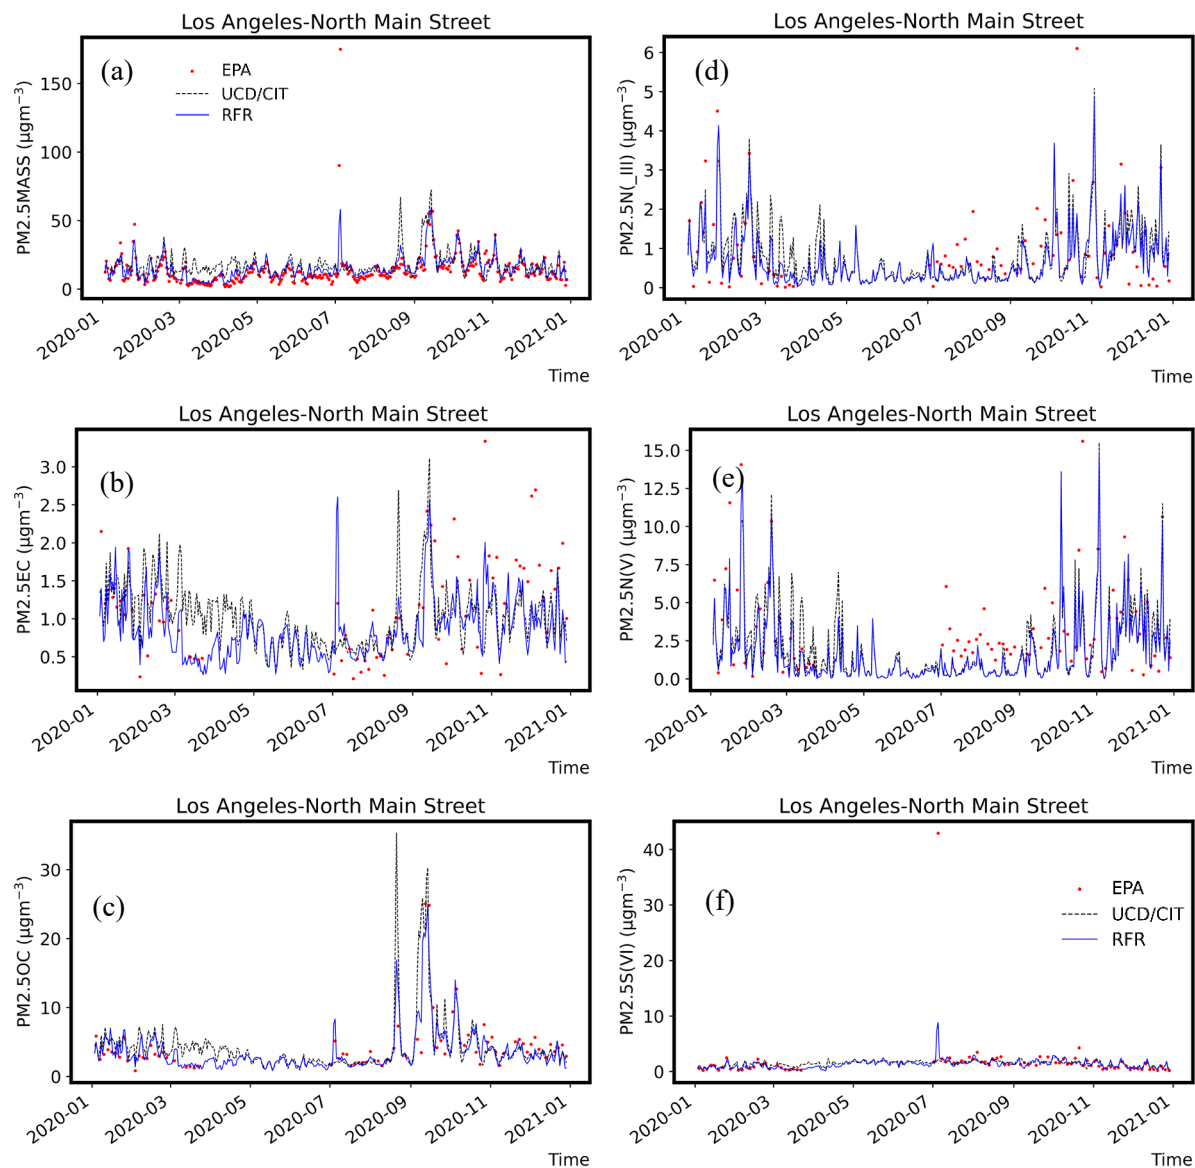 Los Angeles-North Main Street
(a)
EPA
UCD/CIT
RFR
PM2.5MASS (μgm⁻³)
150
100
50
0
2020-01
2020-03
2020-05
2020-07
2020-09
2020-11
2021-01
Time
Los Angeles-North Main Street
(d)
PM2.5N(_III) (μgm⁻³)
6
5
4
3
2
1
0
2020-01
2020-03
2020-05
2020-07
2020-09
2020-11
2021-01
Time
Los Angeles-North Main Street
(b)
PM2.5EC (μgm⁻³)
3.0
2.5
2.0
1.5
1.0
0.5
2020-01
2020-03
2020-05
2020-07
2020-09
2020-11
2021-01
Time
Los Angeles-North Main Street
(e)
PM2.5N(V) (μgm⁻³)
15.0
12.5
10.0
7.5
5.0
2.5
0.0
2020-01
2020-03
2020-05
2020-07
2020-09
2020-11
2021-01
Time
Los Angeles-North Main Street
(c)
PM2.5OC (μgm⁻³)
30
20
10
0
2020-01
2020-03
2020-05
2020-07
2020-09
2020-11
2021-01
Time
Los Angeles-North Main Street
(f)
EPA
UCD/CIT
RFR
PM2.5S(VI) (μgm⁻³)
40
30
20
10
0
2020-01
2020-03
2020-05
2020-07
2020-09
2020-11
2021-01
Time